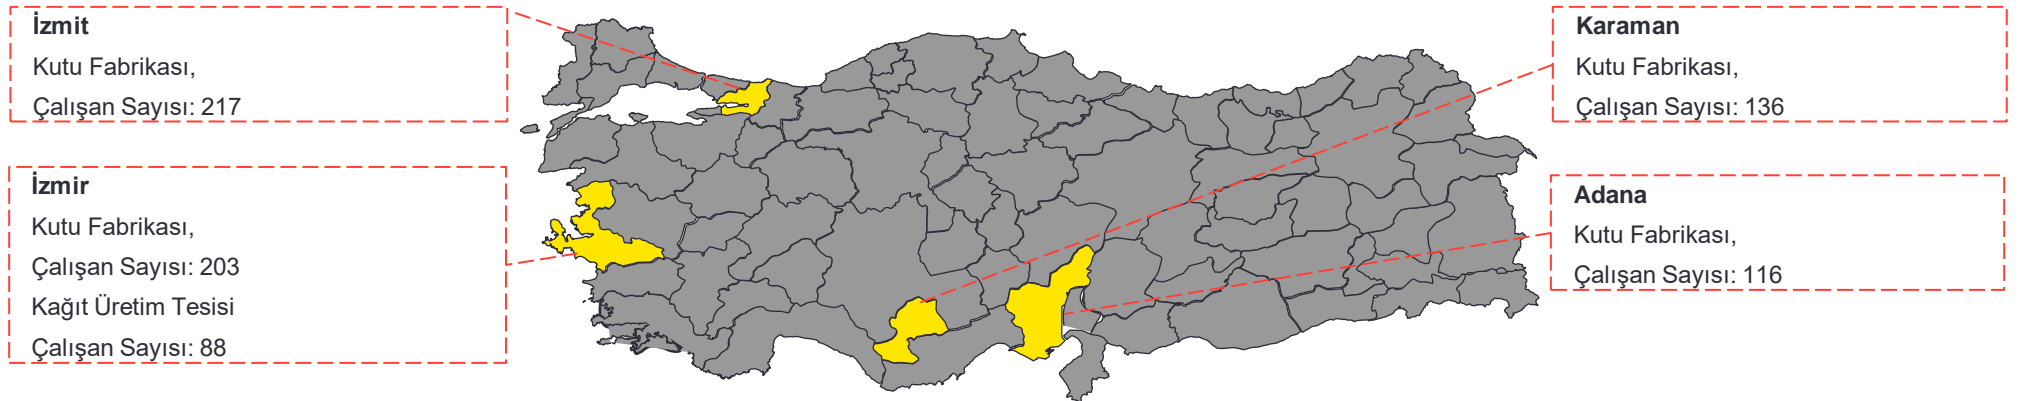 İzmit
Kutu Fabrikası,
Çalışan Sayısı: 217
İzmir
Kutu Fabrikası,
Çalışan Sayısı: 203
Kağıt Üretim Tesisi
Çalışan Sayısı: 88
Karaman
Kutu Fabrikası,
Çalışan Sayısı: 136
Adana
Kutu Fabrikası,
Çalışan Sayısı: 116